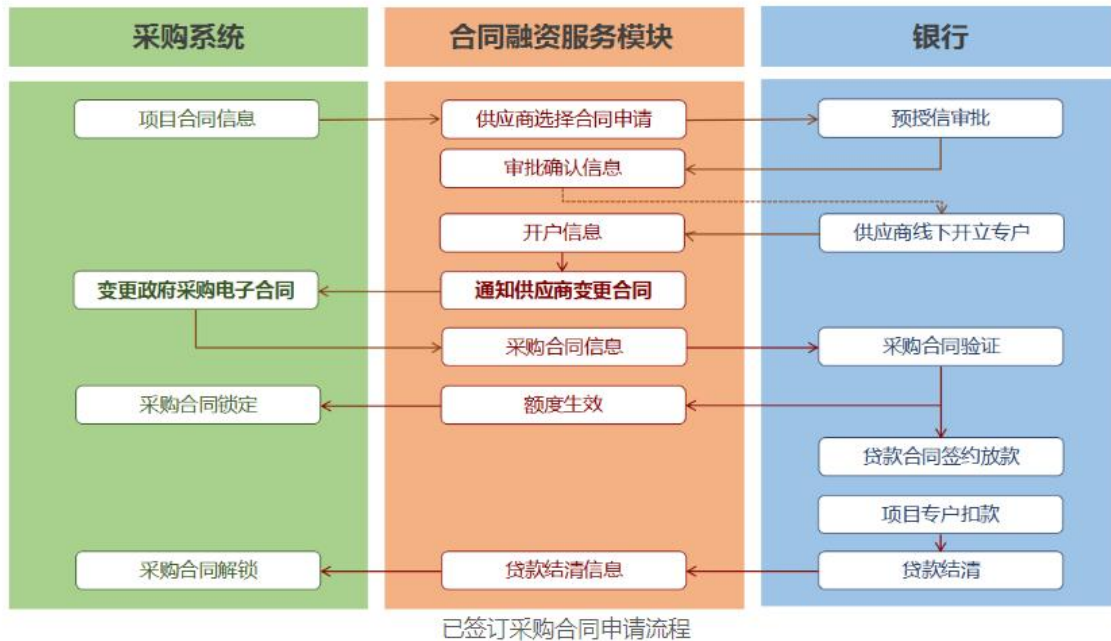 采购系统
合同融资服务模块
银行
项目合同信息
供应商选择合同申请
预授信审批
审批确认信息
开户信息
供应商线下开立专户
变更政府采购电子合同
通知供应商变更合同
采购合同信息
采购合同验证
采购合同锁定
额度生效
贷款合同签约放款
项目专户扣款
采购合同解锁
贷款结清信息
贷款结清
已签订采购合同申请流程